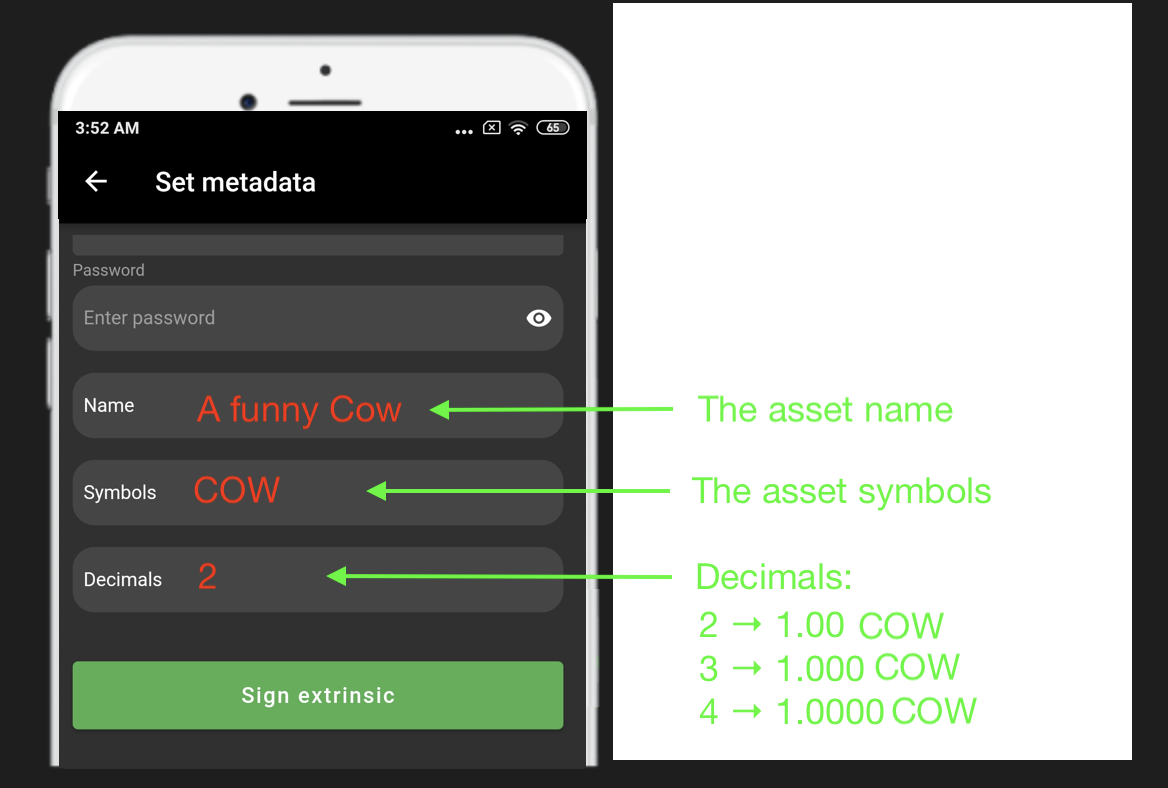 3:52 AM
65
Set metadata
Password
Enter password
Name A funny Cow
The asset name
Symbols COW
The asset symbols
Decimals 2
Decimals:
2 → 1.00 COW
3 → 1.000 COW
4 → 1.0000 COW
Sign extrinsic